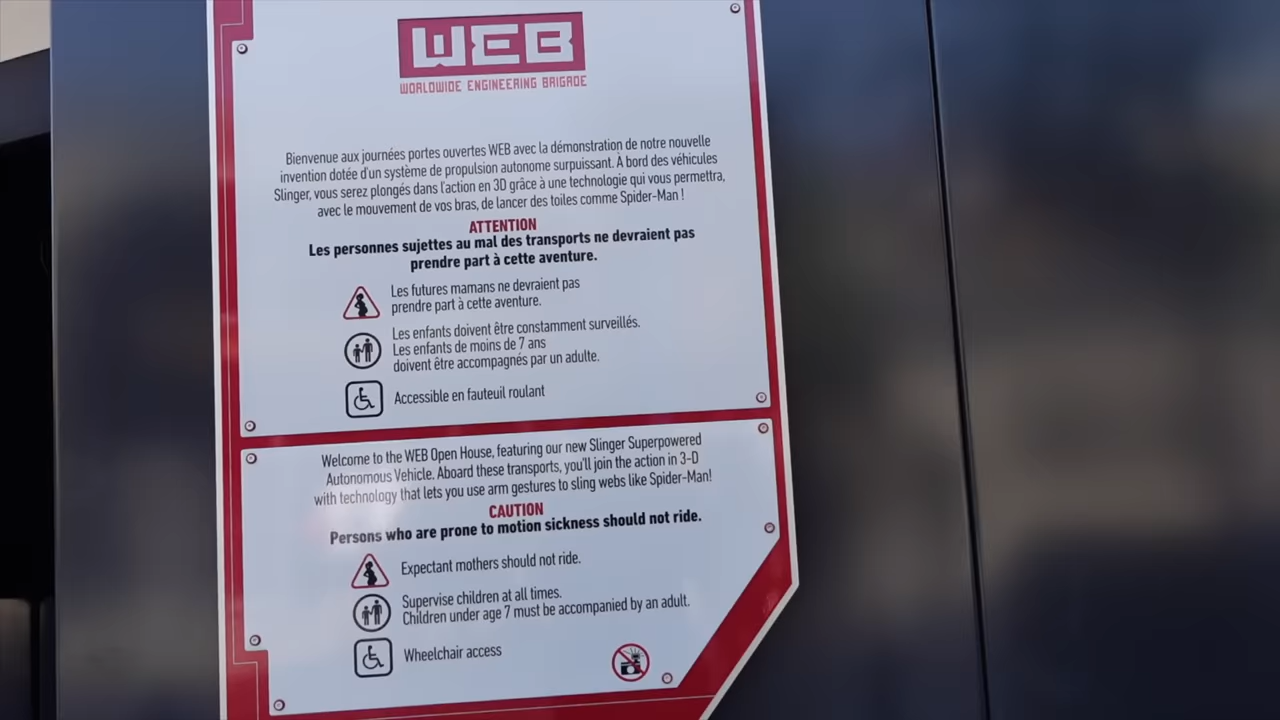 WEB
WORLDWIDE ENGINEERING BRIGADE
Bienvenue aux journées portes ouvertes WEB avec la démonstration de notre nouvelle
invention dotée d'un système de propulsion autonome surpuissant. À bord des véhicules
Slinger, vous serez plongés dans l'action en 3D grâce à une technologie qui vous permettra,
avec le mouvement de vos bras, de lancer des toiles comme Spider-Man !
ATTENTION
Les personnes sujettes au mal des transports ne devraient pas
prendre part à cette aventure.
Les futures mamans ne devraient pas
prendre part à cette aventure.
Les enfants doivent être constamment surveillés.
Les enfants de moins de 7 ans
doivent être accompagnés par un adulte.
Accessible en fauteuil roulant
Welcome to the WEB Open House, featuring our new Slinger Superpowered
Autonomous Vehicle. Aboard these transports, you'll join the action in 3-D
with technology that lets you use arm gestures to sling webs like Spider-Man!
CAUTION
Persons who are prone to motion sickness should not ride.
Expectant mothers should not ride.
Supervise children at all times.
Children under age 7 must be accompanied by an adult.
Wheelchair access